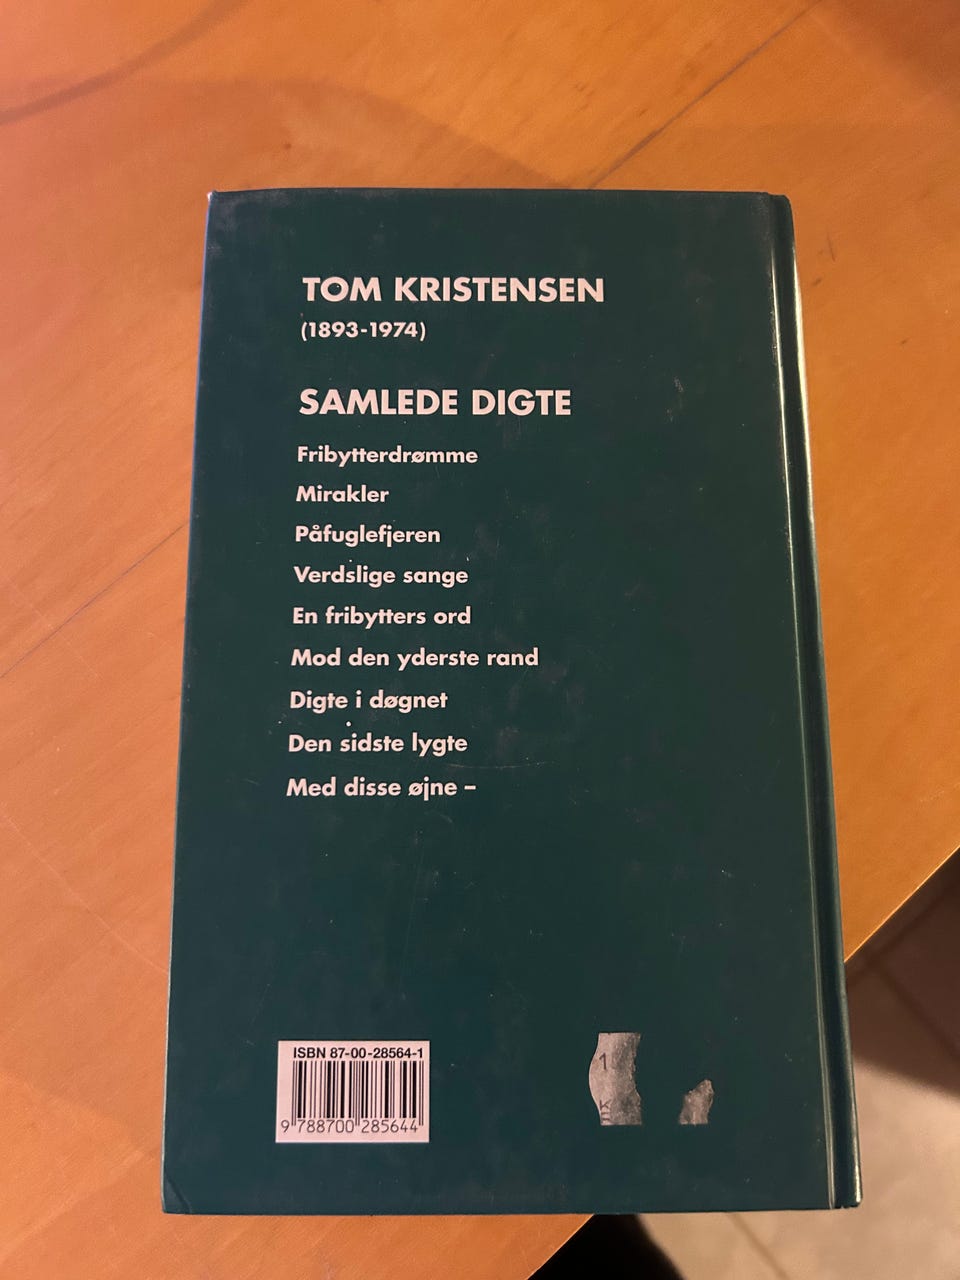 TOM KRISTENSEN
(1893-1974)
SAMLEDE DIGTE
Fribytterdrømme
Mirakler
Påfuglefjeren
Verdslige sange
En fribytters ord
Mod den yderste rand
Digte i døgnet
Den sidste lygte
Med disse øjne –
ISBN 87-00-28564-1
9 788700 285644
1